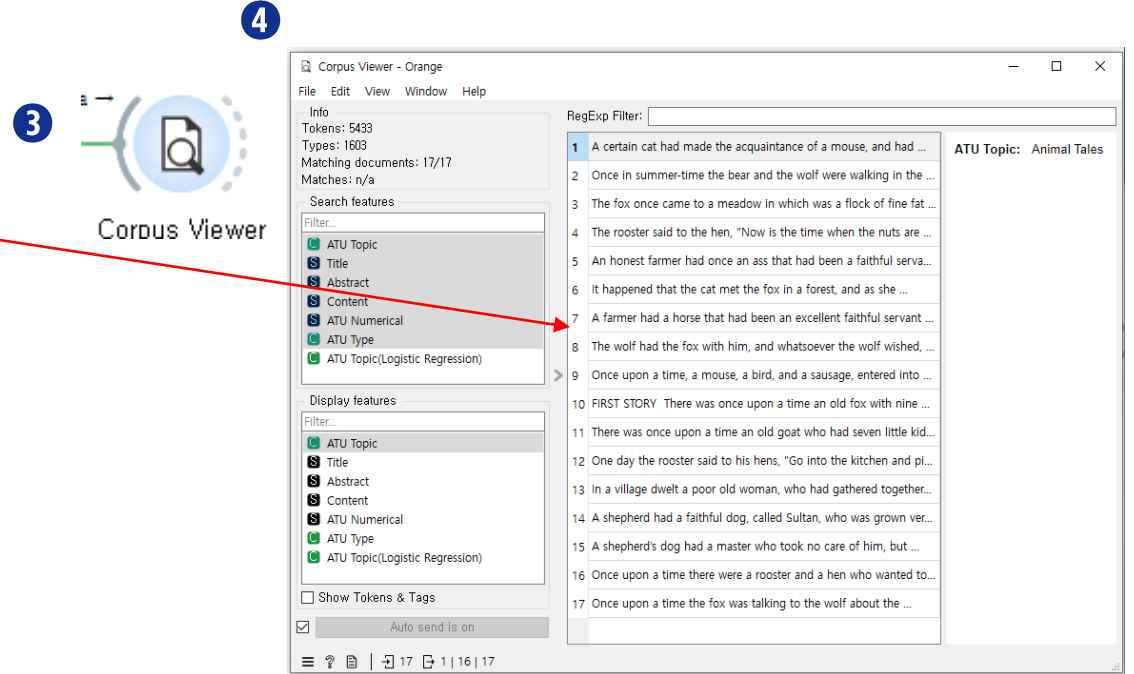 4
3
a →
Corpus Viewer
Corpus Viewer - Orange
File Edit View Window Help
Info
Tokens: 5433
Types: 1603
Matching documents: 17/17
Matches: n/a
Search features
Filter...
C ATU Topic
S Title
S Abstract
S Content
S ATU Numerical
C ATU Type
C ATU Topic(Logistic Regression)
Display features
Filter...
C ATU Topic
S Title
S Abstract
S Content
S ATU Numerical
C ATU Type
C ATU Topic(Logistic Regression)
Show Tokens & Tags
Auto send is on
17 1 | 16 | 17
RegExp Filter:
1 A certain cat had made the acquaintance of a mouse, and had ...
2 Once in summer-time the bear and the wolf were walking in the ...
3 The fox once came to a meadow in which was a flock of fine fat ...
4 The rooster said to the hen, "Now is the time when the nuts are ...
5 An honest farmer had once an ass that had been a faithful serva...
6 It happened that the cat met the fox in a forest, and as she ...
7 A farmer had a horse that had been an excellent faithful servant ...
8 The wolf had the fox with him, and whatsoever the wolf wished, ...
9 Once upon a time, a mouse, a bird, and a sausage, entered into ...
10 FIRST STORY There was once upon a time an old fox with nine ...
11 There was once upon a time an old goat who had seven little kid...
12 One day the rooster said to his hens, "Go into the kitchen and pi...
13 In a village dwelt a poor old woman, who had gathered together...
14 A shepherd had a faithful dog, called Sultan, who was grown ver...
15 A shepherd's dog had a master who took no care of him, but ...
16 Once upon a time there were a rooster and a hen who wanted to...
17 Once upon a time the fox was talking to the wolf about the ...
ATU Topic: Animal Tales